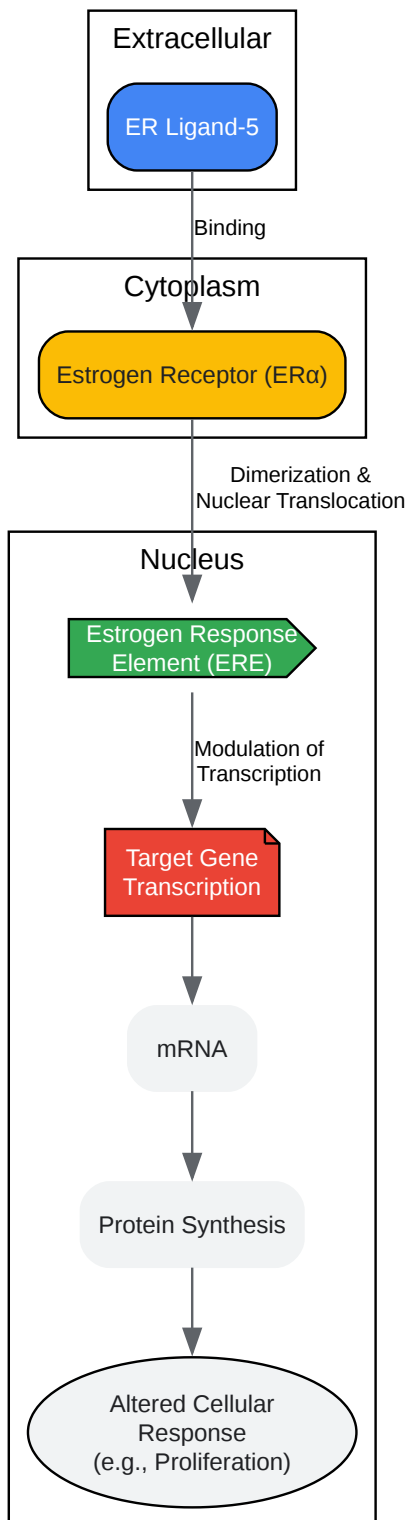 Extracellular
ER Ligand-5
Binding
Cytoplasm
Estrogen Receptor (ERα)
Dimerization &
Nuclear Translocation
Nucleus
Estrogen Response
Element (ERE)
Modulation of
Transcription
Target Gene
Transcription
mRNA
Protein Synthesis
Altered Cellular
Response
(e.g., Proliferation)